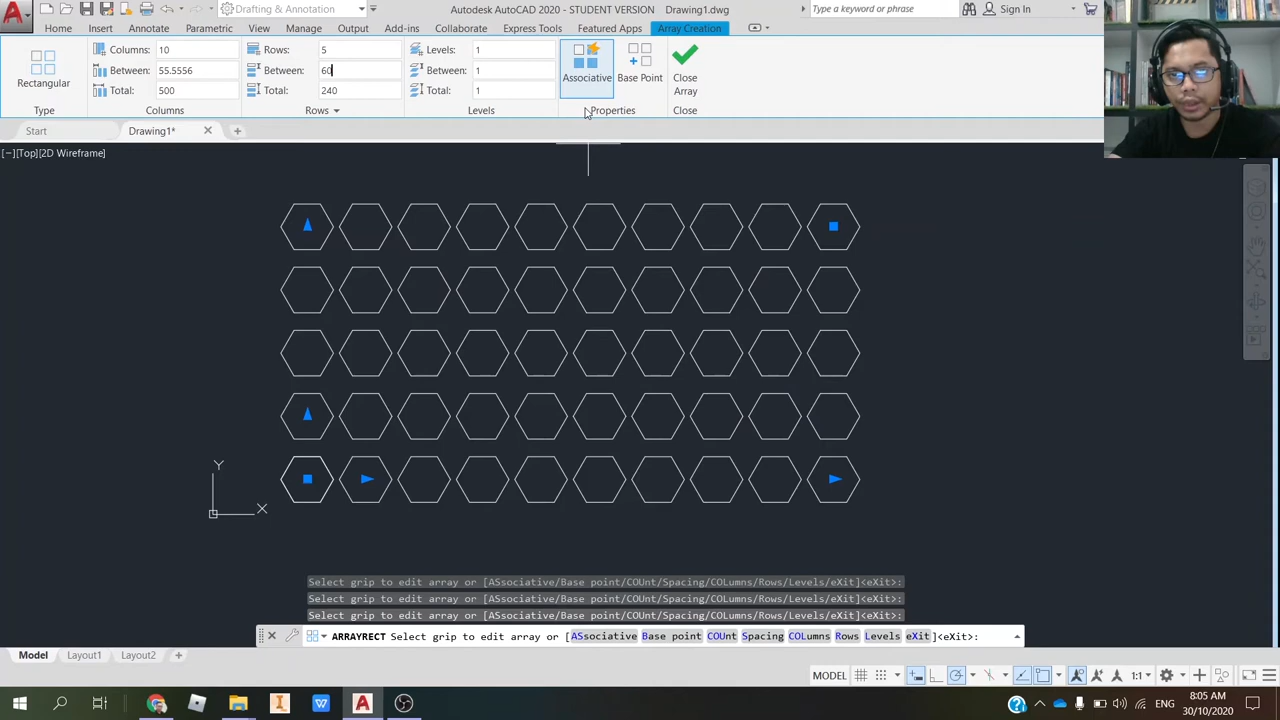 Drafting & Annotation
Autodesk AutoCAD 2020 - STUDENT VERSION Drawing1.dwg
Type a keyword or phrase
Sign In
Home Insert Annotate Parametric View Manage Output Add-ins Collaborate Express Tools Featured Apps Array Creation
Columns: 10 Rows: 5 Levels: 1
Between: 55.5556 Between: 60 Between: 1
Total: 500 Total: 240 Total: 1
Rectangular
Associative
Base Point
Close
Array
Type Columns Rows Levels Properties Close
Start Drawing1*
[−][Top][2D Wireframe]
Y
X
Select grip to edit array or [ASsociative/Base point/COUnt/Spacing/COLumns/Rows/Levels/eXit]<eXit>:
Select grip to edit array or [ASsociative/Base point/COUnt/Spacing/COLumns/Rows/Levels/eXit]<eXit>:
Select grip to edit array or [ASsociative/Base point/COUnt/Spacing/COLumns/Rows/Levels/eXit]<eXit>:
ARRAYRECT Select grip to edit array or [ASsociative Base point COUnt Spacing COLumns Rows Levels eXit]<eXit>:
Model Layout1 Layout2
MODEL
1:1
ENG
8:05 AM
30/10/2020